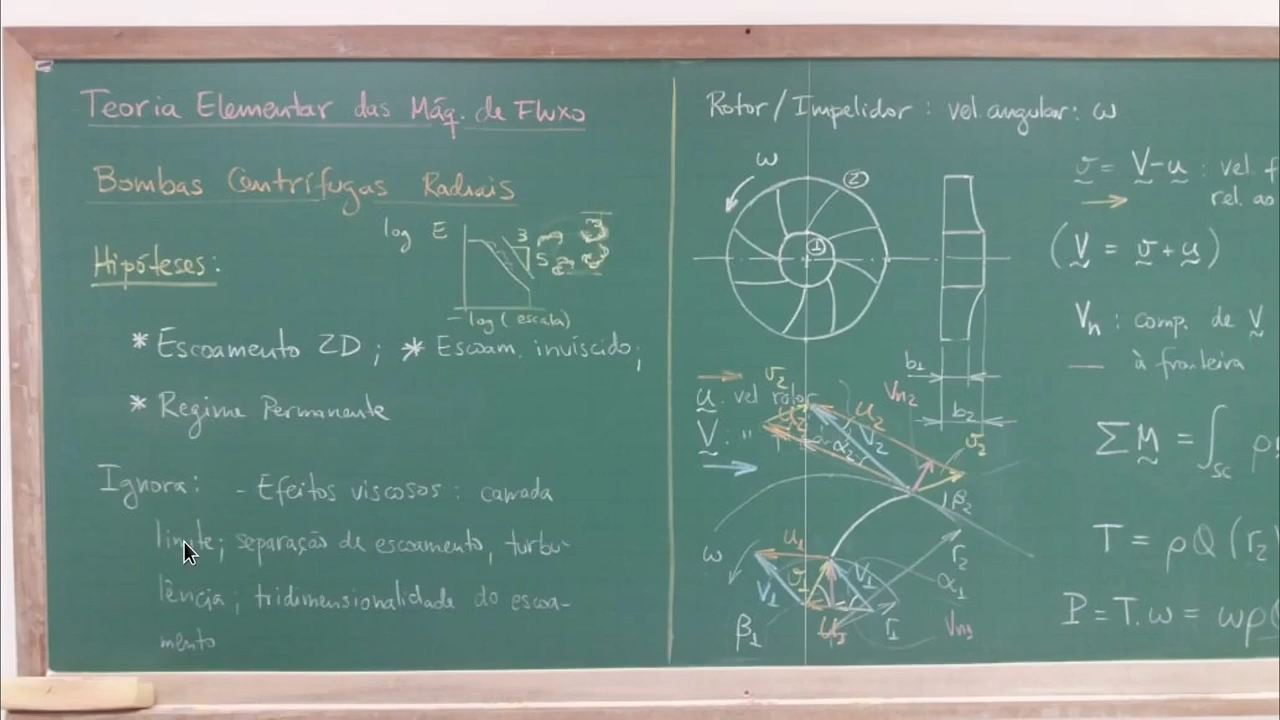 Teoria Elementar das Máq. de Fluxo
Bombas Centrífugas Radiais
log E
3
5
- log (escala)
Hipóteses:
* Escoamento 2D; * Escoam. invíscido;
* Regime Permanente
Ignora: - Efeitos viscosos: camada
limite; separação de escoamento, turbu-
lência; tridimensionalidade do escoa-
mento
Rotor/Impelidor: vel. angular: ω
ω
2
1
b1
b2
u: vel rotor
V: "
v2
Vn2
u2
V2
α2
v2
β2
r2
ω
u1
V1
v1
V1
α1
β1
u1
r1
Vn1
v = V-u : vel f
rel. ao
(V = v+u)
Vn: comp. de V
à fronteira
ΣM = ∫sc ρ
T = ρQ(r2
P = T.ω = ωρ(